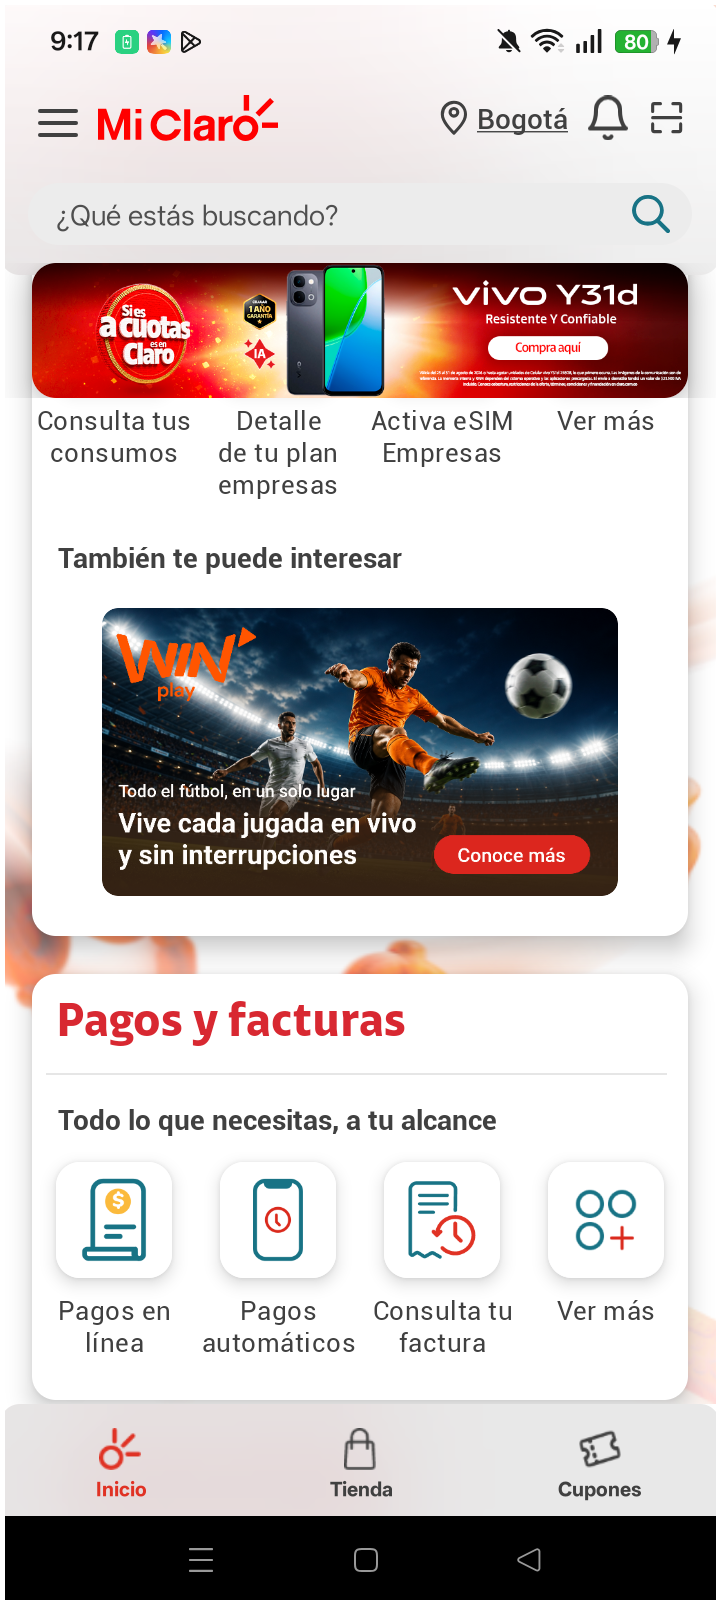 9:17
80
Mi Claro
Bogotá
¿Qué estás buscando?
Si es
a cuotas
es en
Claro
1 AÑO
GARANTÍA
IA
vivo Y31d
Resistente Y Confiable
Compra aquí
Consulta tus
consumos
Detalle
de tu plan
empresas
Activa eSIM
Empresas
Ver más
También te puede interesar
WIN
play
Todo el fútbol, en un solo lugar
Vive cada jugada en vivo
y sin interrupciones
Conoce más
Pagos y facturas
Todo lo que necesitas, a tu alcance
Pagos en
línea
Pagos
automáticos
Consulta tu
factura
Ver más
Inicio
Tienda
Cupones